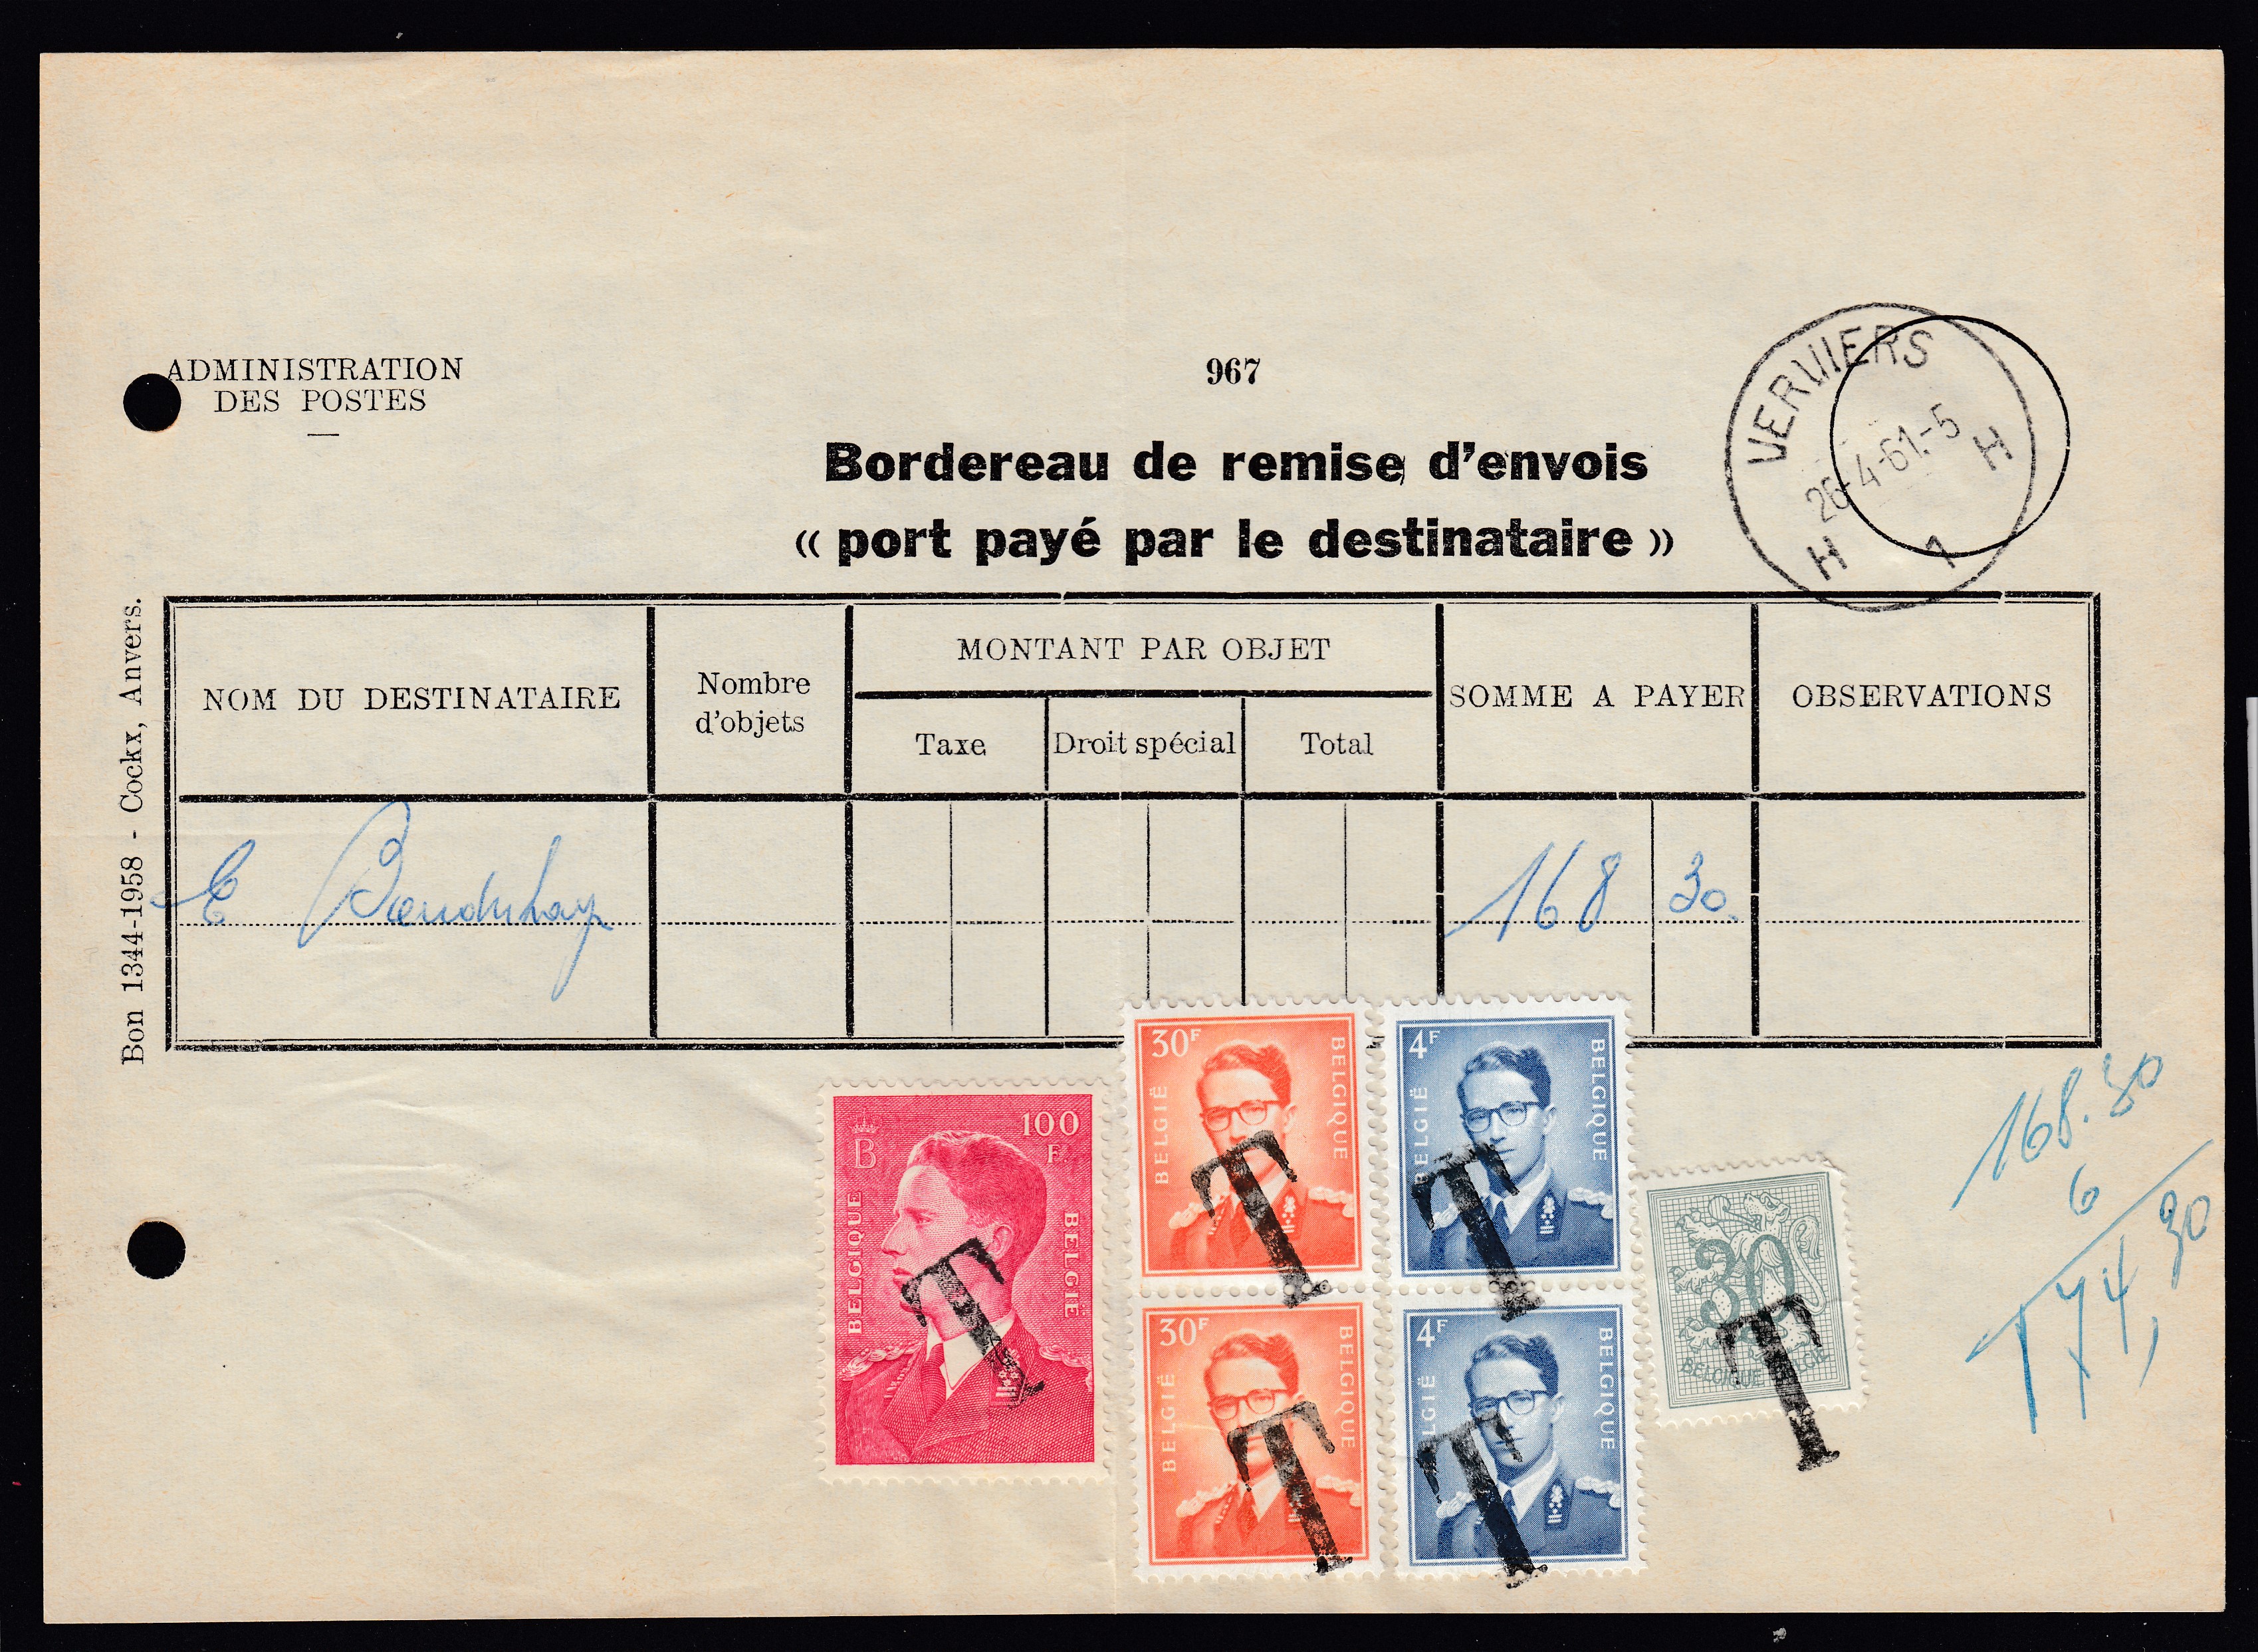 ADMINISTRATION
DES POSTES
967
Bordereau de remise d'envois
« port payé par le destinataire »
VERVIERS
26-4-61.-5
H
H 1
Bon 1344-1958 - Cockx, Anvers.
NOM DU DESTINATAIRE
Nombre
d'objets
MONTANT PAR OBJET
Taxe
Droit spécial
Total
SOMME A PAYER
OBSERVATIONS
E
168 30
100
F
B
BELGIQUE
BELGIË
T
30F
BELGIË
BELGIQUE
T
4F
BELGIË
BELGIQUE
T
30F
BELGIË
BELGIQUE
T
4F
BELGIË
BELGIQUE
T
30
BELGIQUE BELGIE
T
168.30
6
174,30